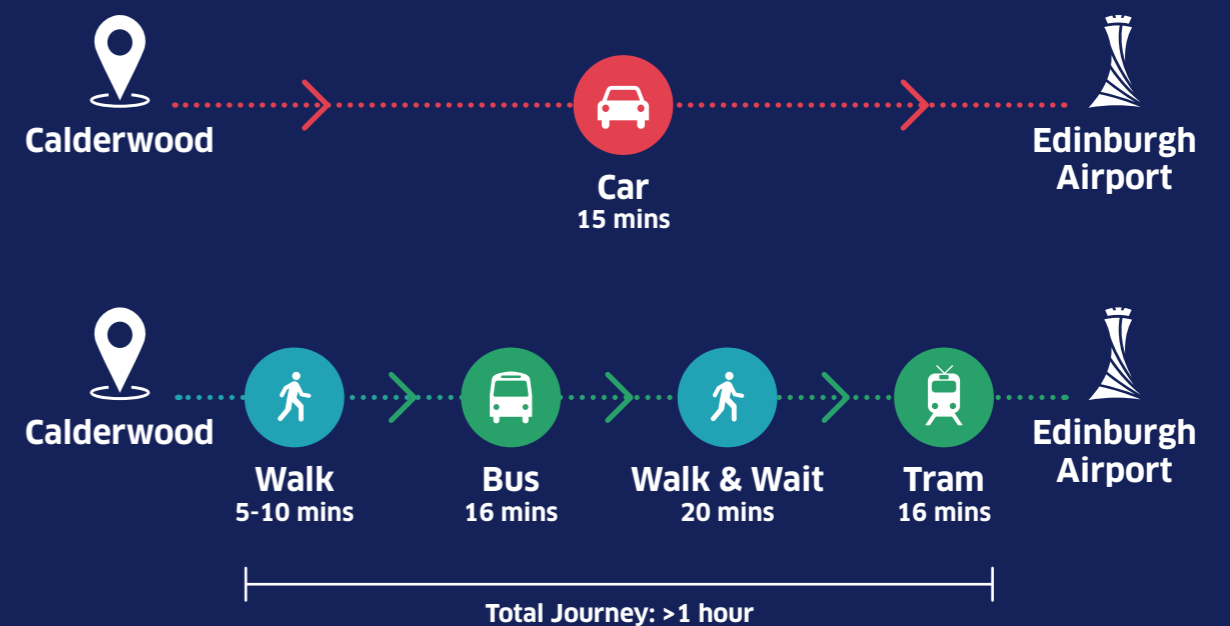 Calderwood
Edinburgh
Airport
Car
15 mins
Calderwood
Edinburgh
Airport
Walk
5-10 mins
Bus
16 mins
Walk & Wait
20 mins
Tram
16 mins
Total Journey: >1 hour